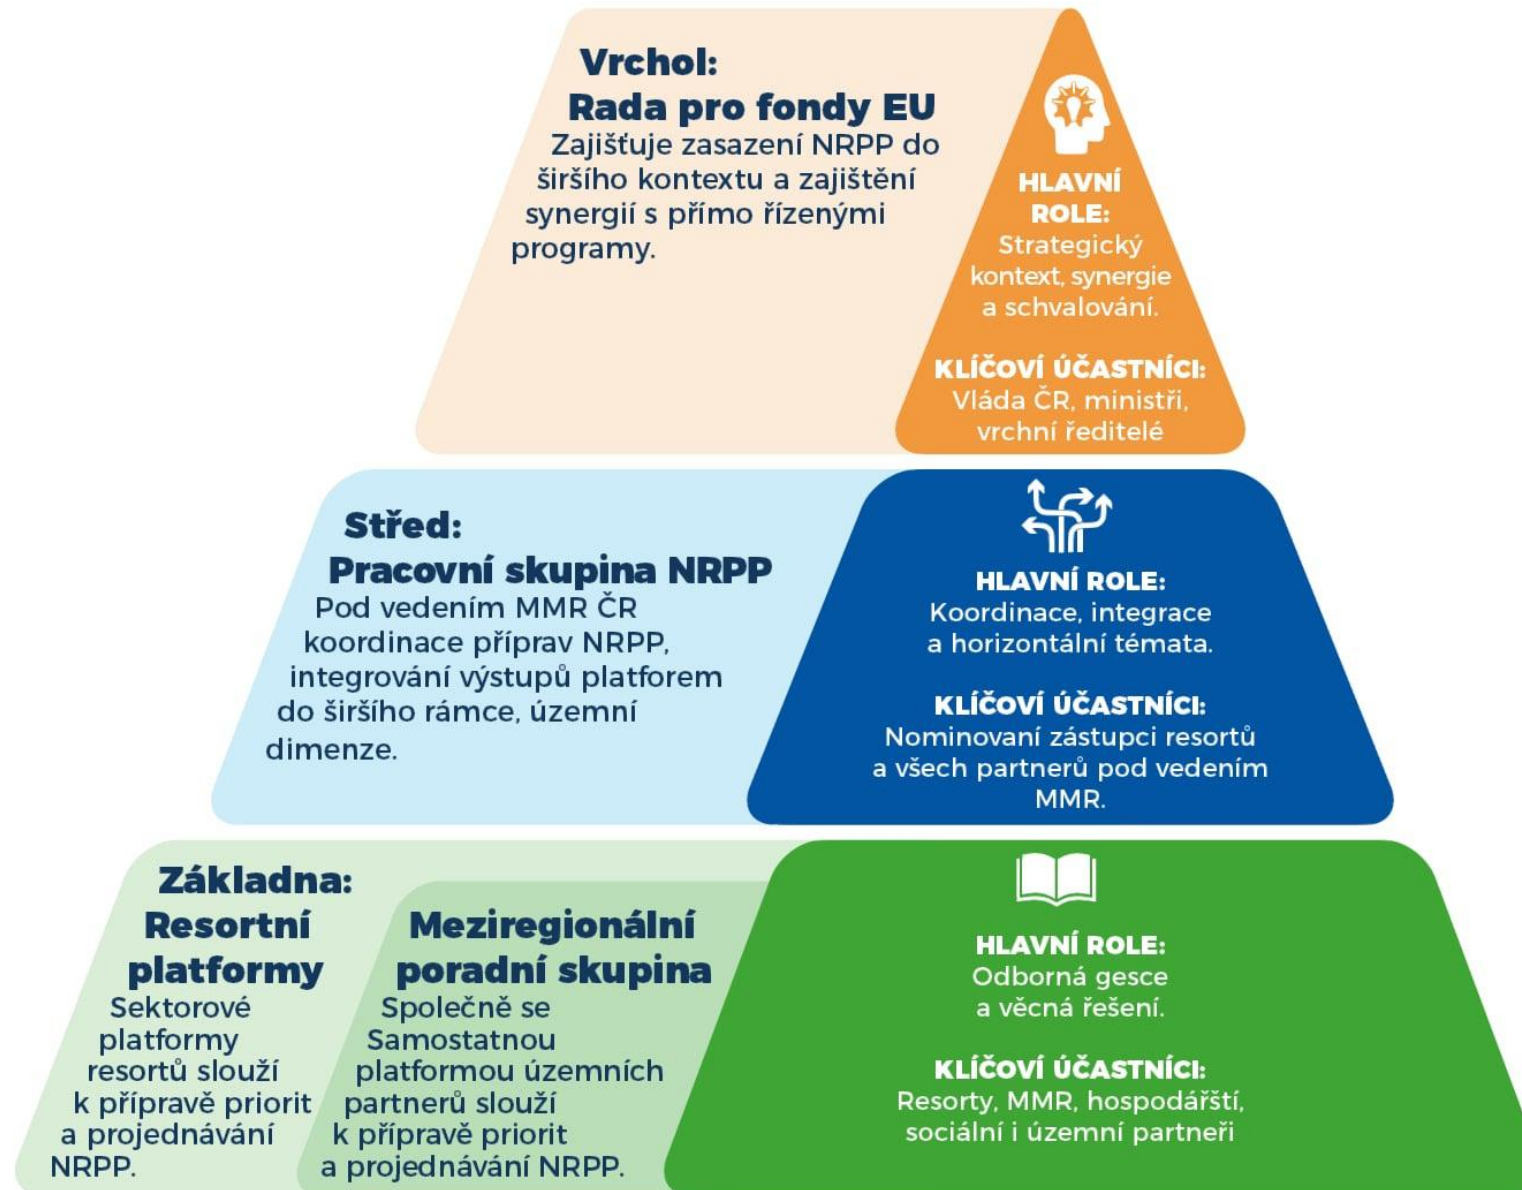 Vrchol:
Rada pro fondy EU
Zajišťuje zasazení NRPP do
širšího kontextu a zajištění
synergií s přímo řízenými
programy.
HLAVNÍ
ROLE:
Strategický
kontext, synergie
a schvalování.
KLÍČOVÍ ÚČASTNÍCI:
Vláda ČR, ministři,
vrchní ředitelé
Střed:
Pracovní skupina NRPP
Pod vedením MMR ČR
koordinace příprav NRPP,
integrování výstupů platforem
do širšího rámce, územní
dimenze.
HLAVNÍ ROLE:
Koordinace, integrace
a horizontální témata.
KLÍČOVÍ ÚČASTNÍCI:
Nominovaní zástupci resortů
a všech partnerů pod vedením
MMR.
Základna:
Resortní
platformy
Sektorové
platformy
resortů slouží
k přípravě priorit
a projednávání
NRPP.
Meziregionální
poradní skupina
Společně se
Samostatnou
platformou územních
partnerů slouží
k přípravě priorit
a projednávání NRPP.
HLAVNÍ ROLE:
Odborná gesce
a věcná řešení.
KLÍČOVÍ ÚČASTNÍCI:
Resorty, MMR, hospodářští,
sociální i územní partneři